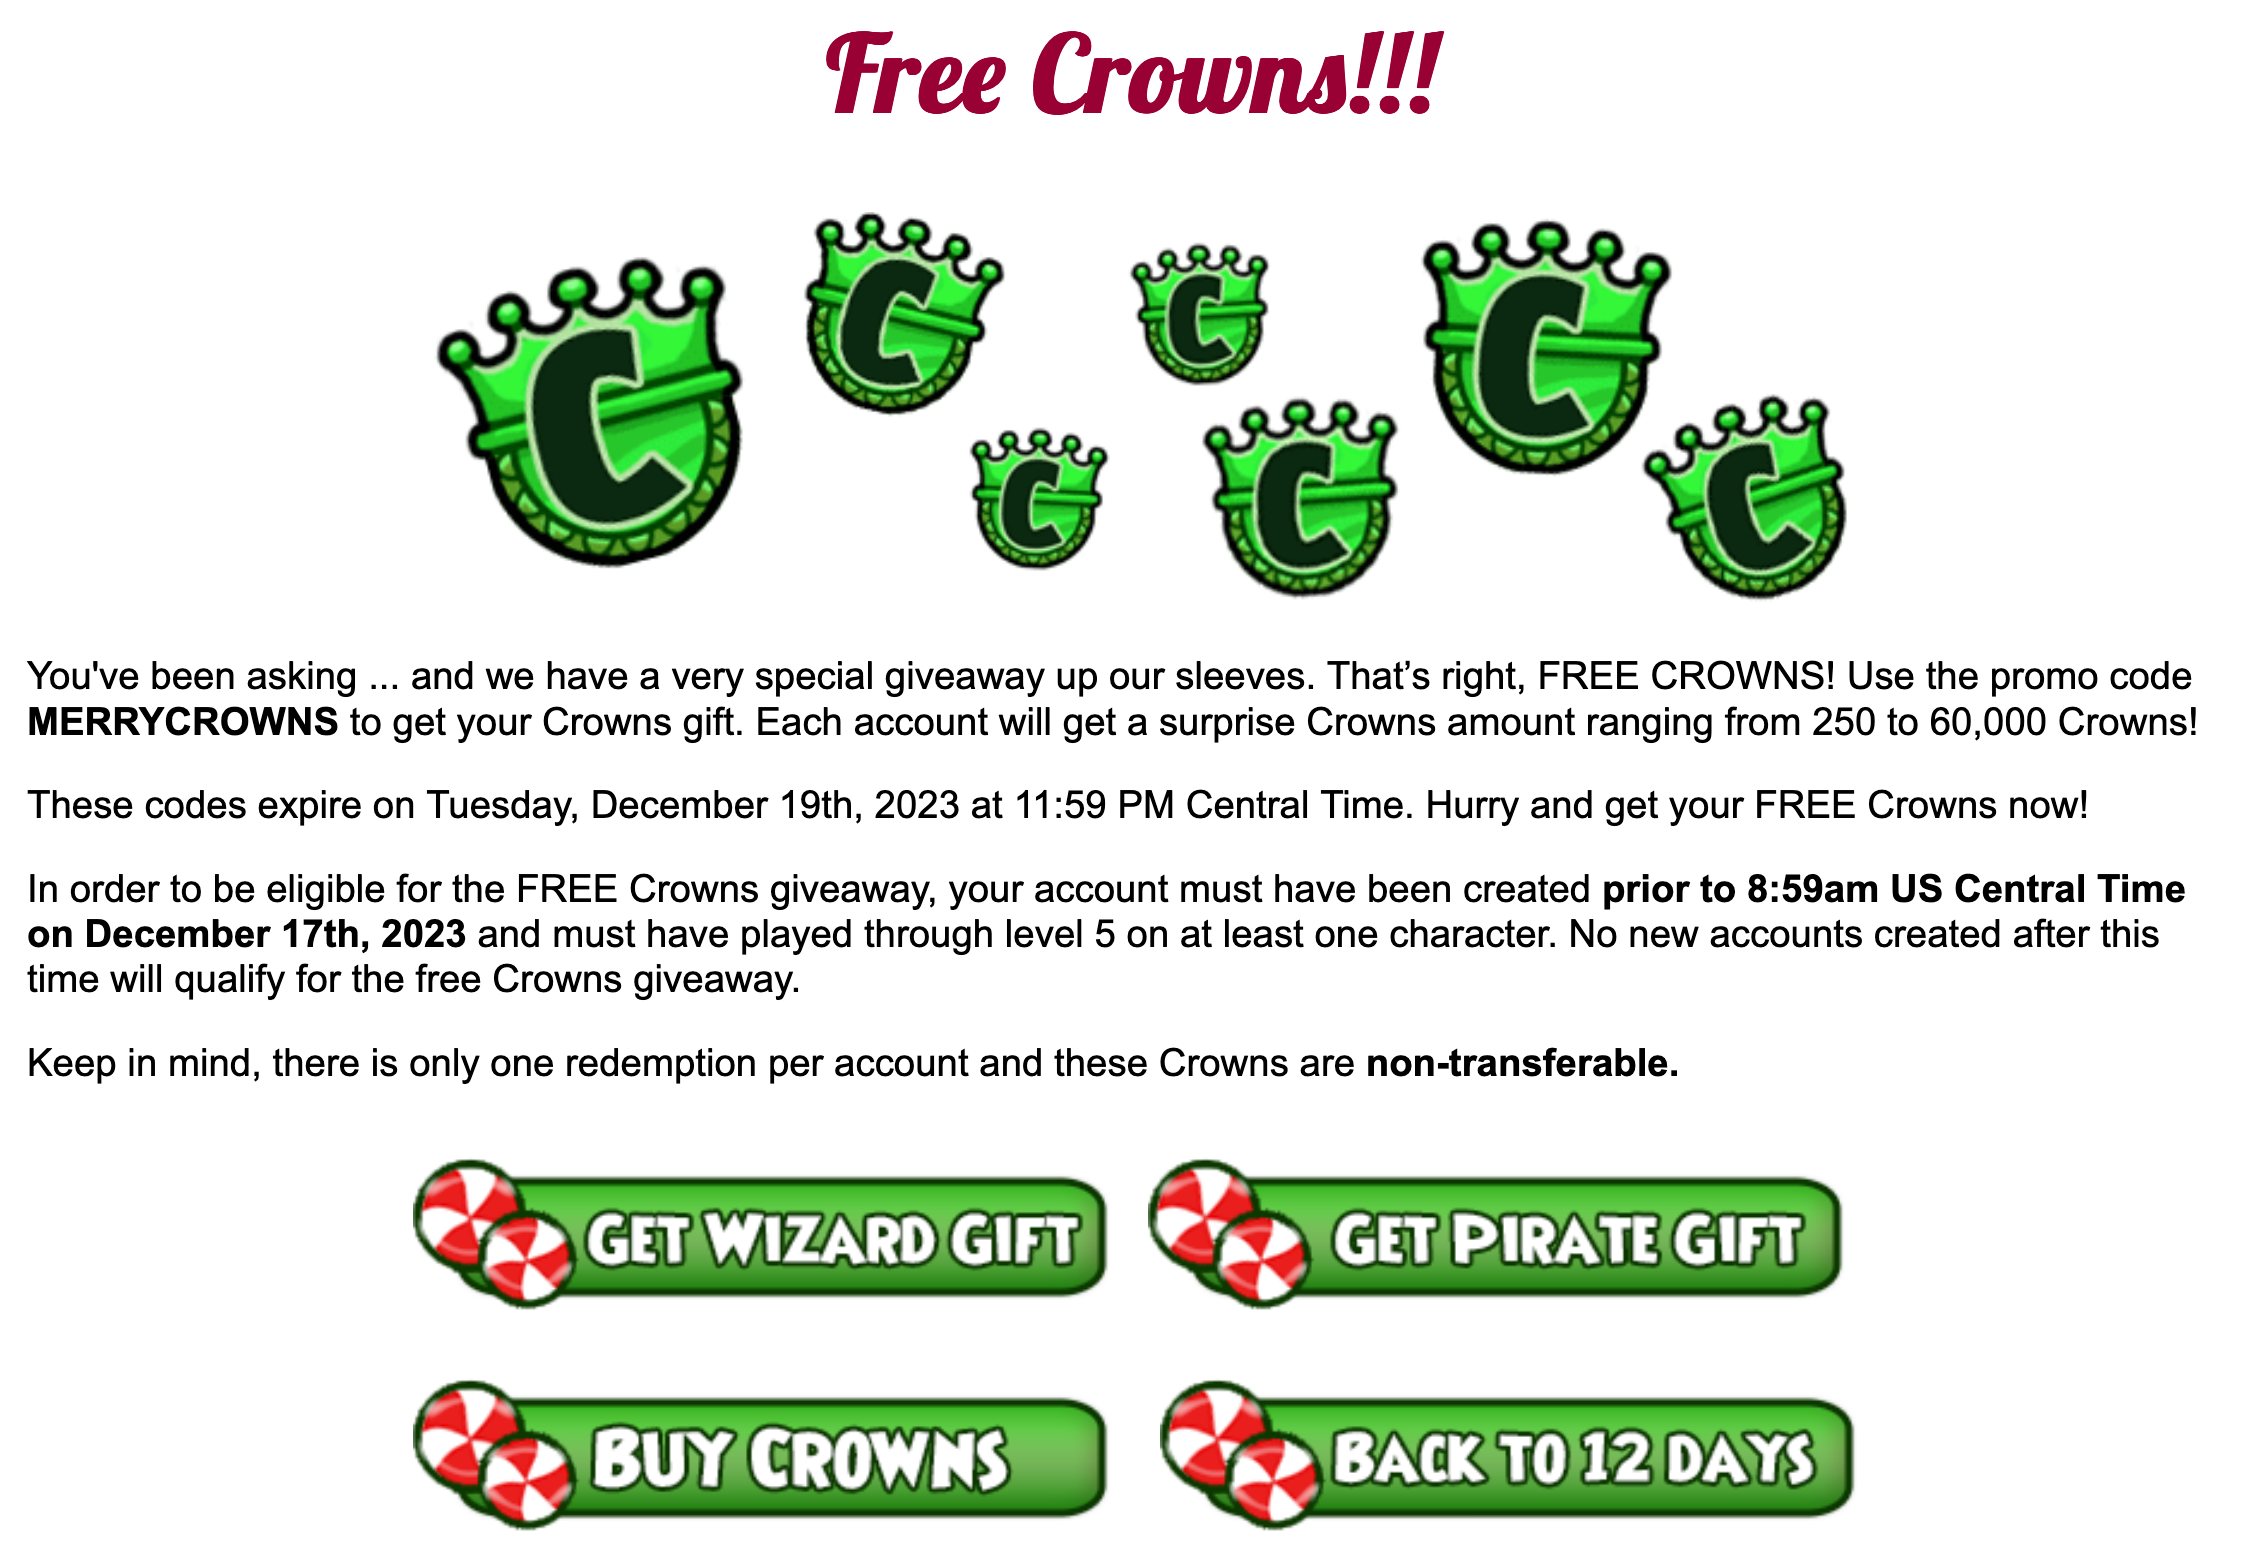 Free Crowns!!!
C
C
C
C
C
C
C
You've been asking ... and we have a very special giveaway up our sleeves. That’s right, FREE CROWNS! Use the promo code
MERRYCROWNS to get your Crowns gift. Each account will get a surprise Crowns amount ranging from 250 to 60,000 Crowns!
These codes expire on Tuesday, December 19th, 2023 at 11:59 PM Central Time. Hurry and get your FREE Crowns now!
In order to be eligible for the FREE Crowns giveaway, your account must have been created prior to 8:59am US Central Time
on December 17th, 2023 and must have played through level 5 on at least one character. No new accounts created after this
time will qualify for the free Crowns giveaway.
Keep in mind, there is only one redemption per account and these Crowns are non-transferable.
GET WIZARD GIFT
GET PIRATE GIFT
BUY CROWNS
BACK TO 12 DAYS